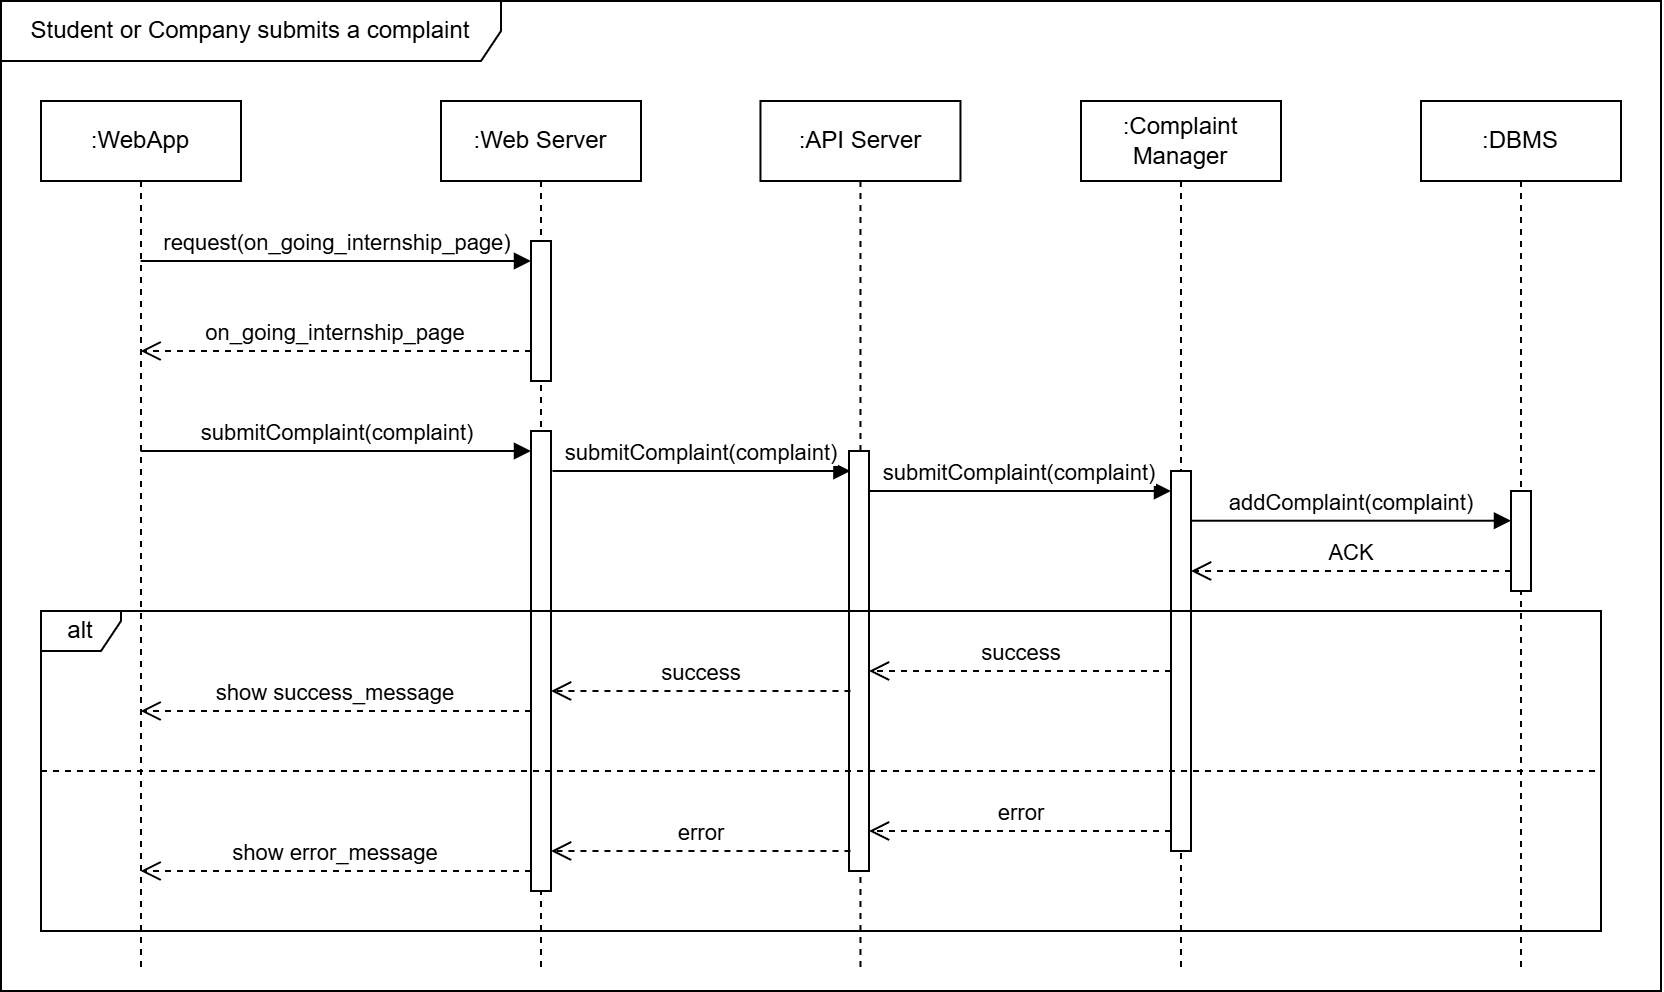 Student or Company submits a complaint
:WebApp
:Web Server
:API Server
:Complaint
Manager
:DBMS
request(on_going_internship_page)
on_going_internship_page
submitComplaint(complaint)
submitComplaint(complaint)
submitComplaint(complaint)
addComplaint(complaint)
ACK
alt
success
success
show success_message
error
error
show error_message